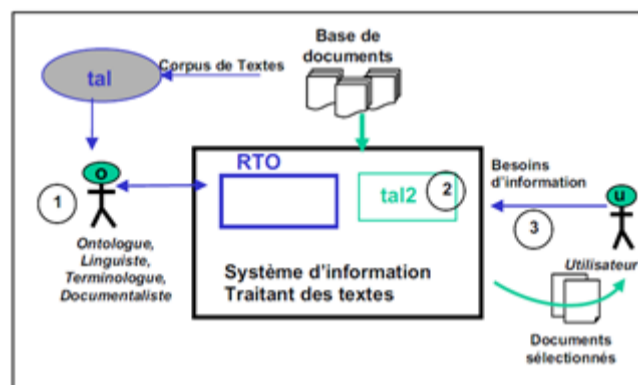 Base de
documents
tal
Corpus de Textes
RTO
tal2
2
1
o
Ontologue,
Linguiste,
Terminologue,
Documentaliste
Système d'information
Traitant des textes
Besoins
d'information
3
u
Utilisateur
Documents
sélectionnés